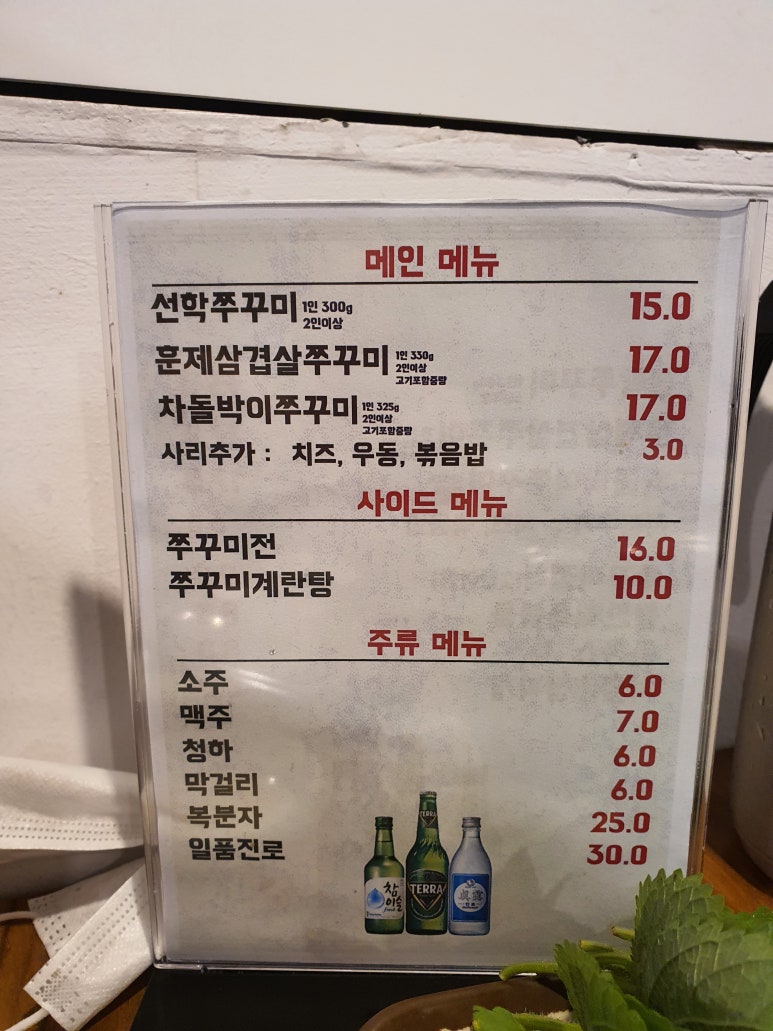 메인 메뉴
선학쭈꾸미 1인 300g 15.0
2인이상
훈제삼겹살쭈꾸미 1인 330g 17.0
2인이상
고기포함중량
차돌박이쭈꾸미 1인 325g 17.0
2인이상
고기포함중량
사리추가 : 치즈, 우동, 볶음밥 3.0
사이드 메뉴
쭈꾸미전 16.0
쭈꾸미계란탕 10.0
주류 메뉴
소주 6.0
맥주 7.0
청하 6.0
막걸리 6.0
복분자 25.0
일품진로 30.0
TERRA
참이슬
fresh
TERRA
眞露